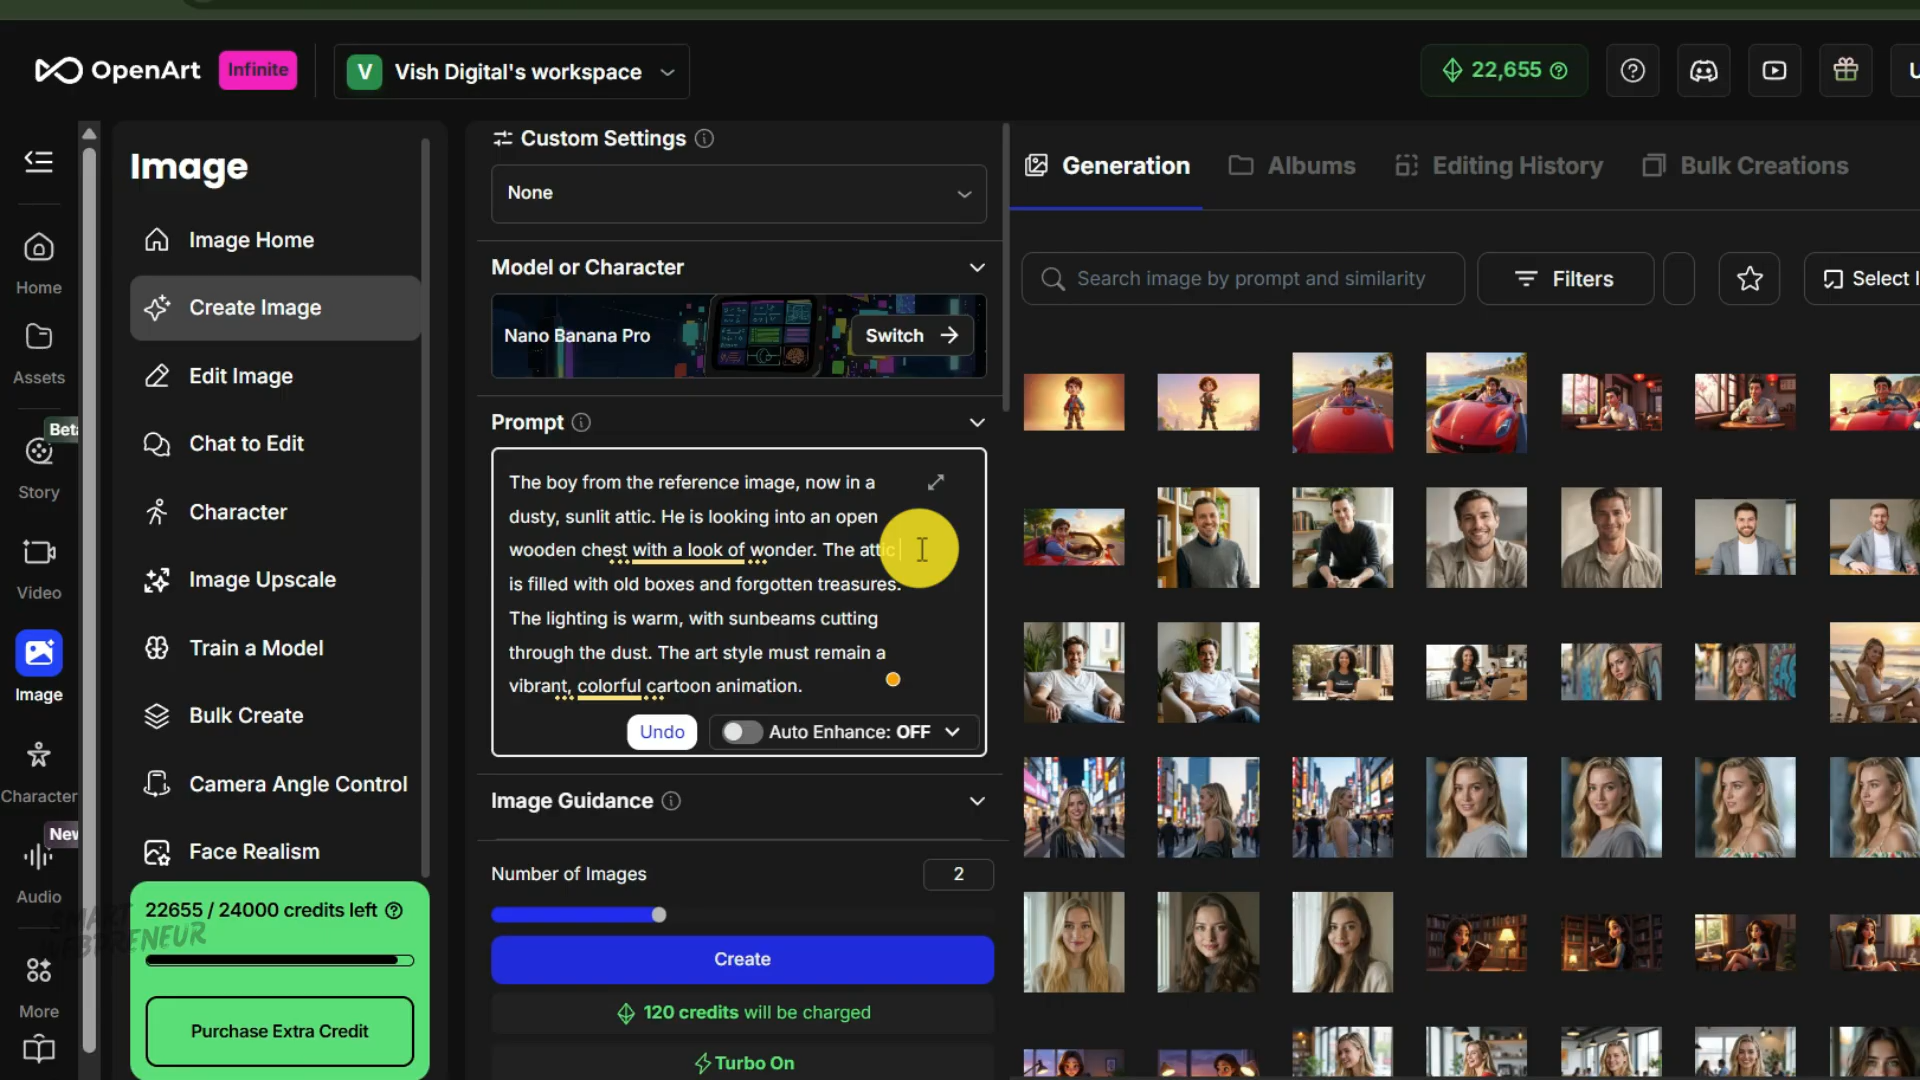 OpenArt
Infinite
V
Vish Digital's workspace
22,655
Home
Assets
Beta
Story
Video
Image
Character
New
Audio
More
Image
Image Home
Create Image
Edit Image
Chat to Edit
Character
Image Upscale
Train a Model
Bulk Create
Camera Angle Control
Face Realism
22655 / 24000 credits left
SMART
WEBPRENEUR
Purchase Extra Credit
Custom Settings
None
Model or Character
Nano Banana Pro
Switch
Prompt
The boy from the reference image, now in a
dusty, sunlit attic. He is looking into an open
wooden chest with a look of wonder. The attic
is filled with old boxes and forgotten treasures.
The lighting is warm, with sunbeams cutting
through the dust. The art style must remain a
vibrant, colorful cartoon animation.
Undo
Auto Enhance: OFF
Image Guidance
Number of Images
2
Create
120 credits will be charged
Turbo On
Generation
Albums
Editing History
Bulk Creations
Search image by prompt and similarity
Filters
Select I